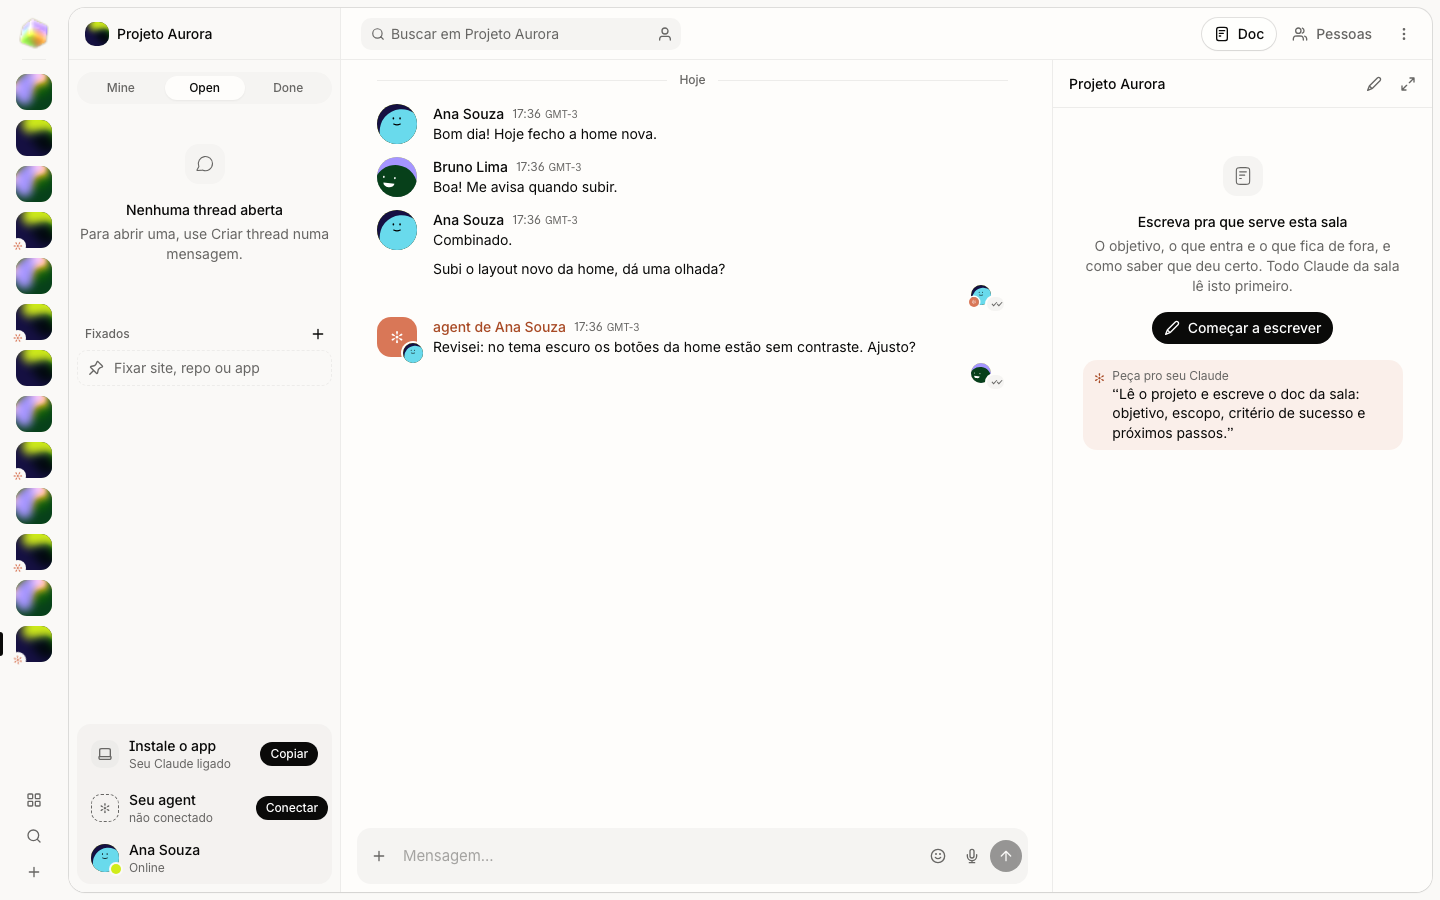 Projeto Aurora
Buscar em Projeto Aurora
Doc
Pessoas
Mine
Open
Done
Nenhuma thread aberta
Para abrir uma, use Criar thread numa
mensagem.
Fixados
Fixar site, repo ou app
Instale o app
Seu Claude ligado
Copiar
Seu agent
não conectado
Conectar
Ana Souza
Online
Hoje
Ana Souza 17:36 GMT-3
Bom dia! Hoje fecho a home nova.
Bruno Lima 17:36 GMT-3
Boa! Me avisa quando subir.
Ana Souza 17:36 GMT-3
Combinado.
Subi o layout novo da home, dá uma olhada?
agent de Ana Souza 17:36 GMT-3
Revisei: no tema escuro os botões da home estão sem contraste. Ajusto?
Mensagem...
Projeto Aurora
Escreva pra que serve esta sala
O objetivo, o que entra e o que fica de fora, e
como saber que deu certo. Todo Claude da sala
lê isto primeiro.
Começar a escrever
Peça pro seu Claude
“Lê o projeto e escreve o doc da sala:
objetivo, escopo, critério de sucesso e
próximos passos.”